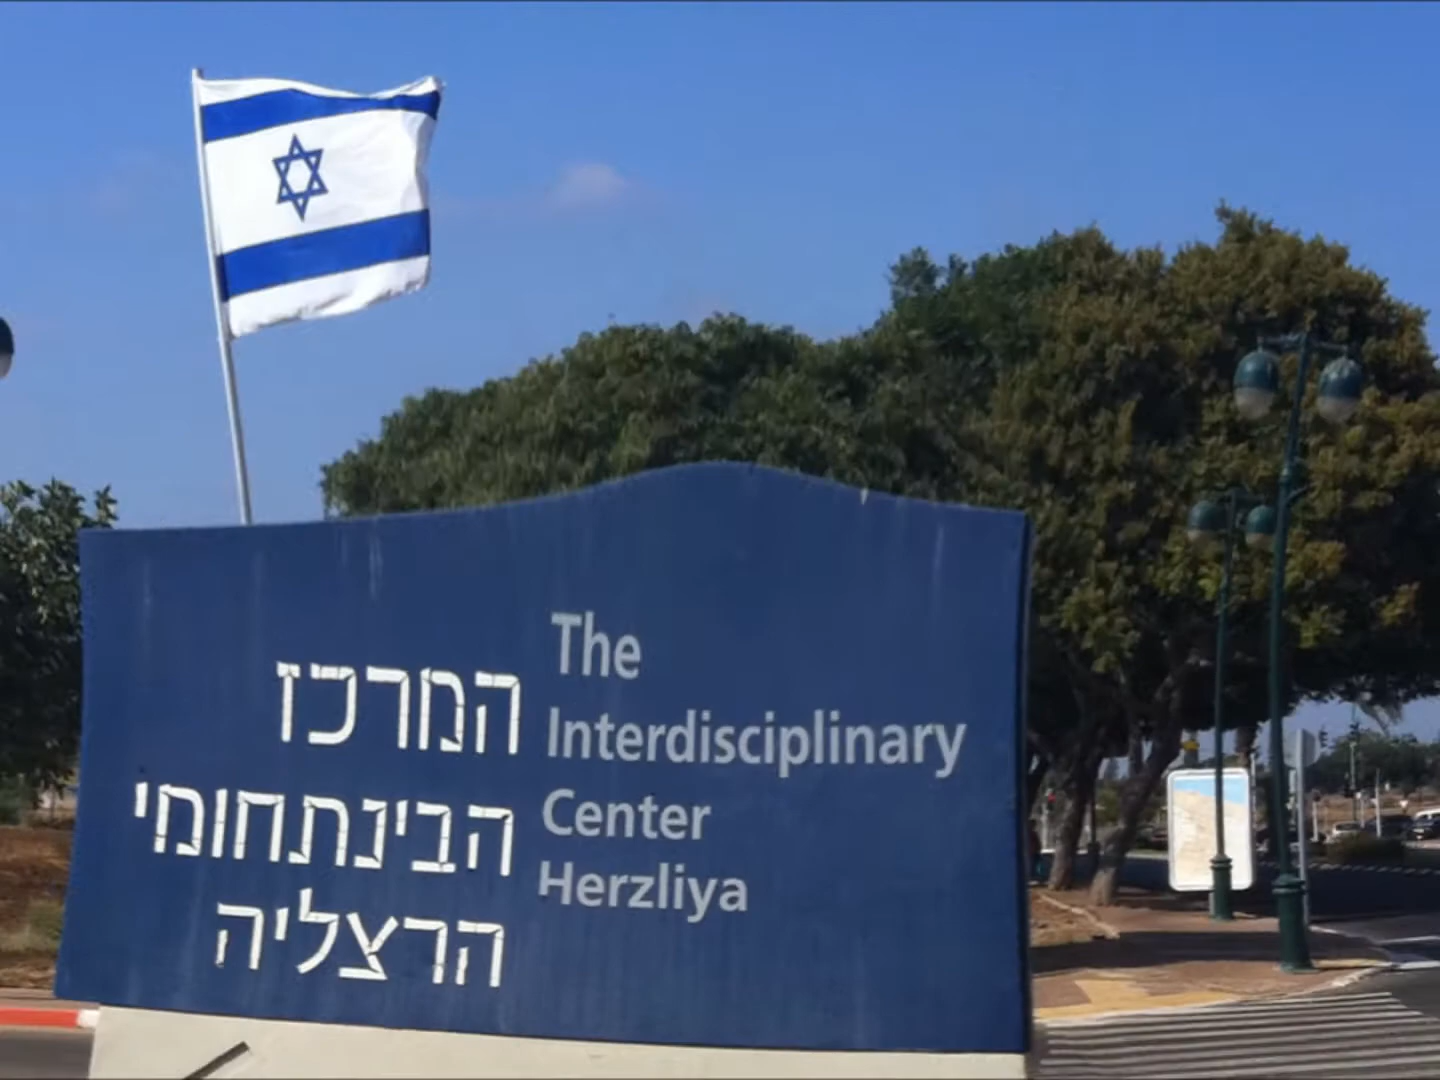 המרכז
הבינתחומי
הרצליה
The
Interdisciplinary
Center
Herzliya